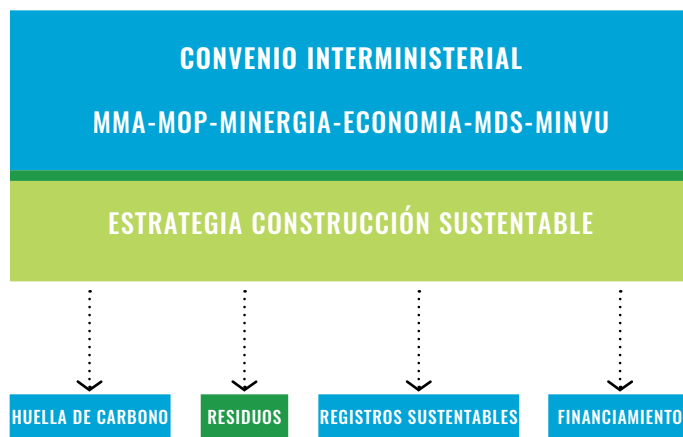 CONVENIO INTERMINISTERIAL
MMA-MOP-MINERGIA-ECONOMIA-MDS-MINVU
ESTRATEGIA CONSTRUCCIÓN SUSTENTABLE
HUELLA DE CARBONO
RESIDUOS
REGISTROS SUSTENTABLES
FINANCIAMIENTO